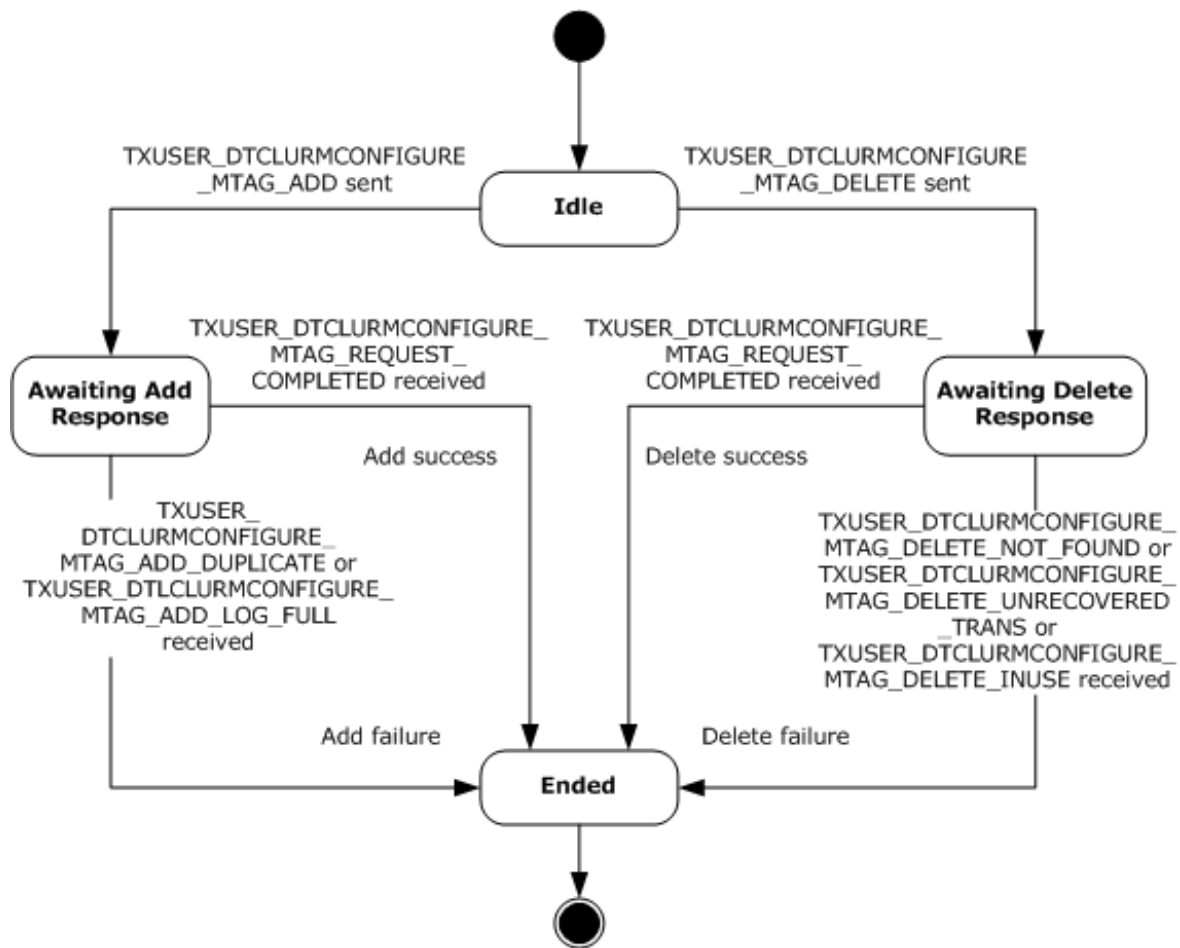 TXUSER_DTCLURMCONFIGURE
_MTAG_ADD sent
TXUSER_DTCLURMCONFIGURE
_MTAG_DELETE sent
Idle
TXUSER_DTCLURMCONFIGURE_
MTAG_REQUEST_
COMPLETED received
TXUSER_DTCLURMCONFIGURE_
MTAG_REQUEST_
COMPLETED received
Awaiting Add
Response
Awaiting Delete
Response
Add success
Delete success
TXUSER_
DTCLURMCONFIGURE_
MTAG_ADD_DUPLICATE or
TXUSER_DTLCLURMCONFIGURE_
MTAG_ADD_LOG_FULL
received
TXUSER_DTCLURMCONFIGURE_
MTAG_DELETE_NOT_FOUND or
TXUSER_DTCLURMCONFIGURE_
MTAG_DELETE_UNRECOVERED
_TRANS or
TXUSER_DTCLURMCONFIGURE_
MTAG_DELETE_INUSE received
Add failure
Delete failure
Ended